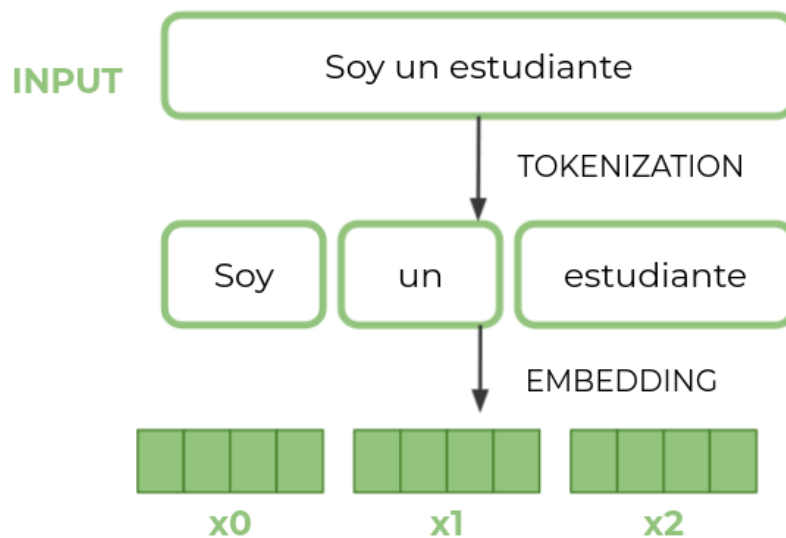 INPUT
Soy un estudiante
TOKENIZATION
Soy
un
estudiante
EMBEDDING
x0
x1
x2